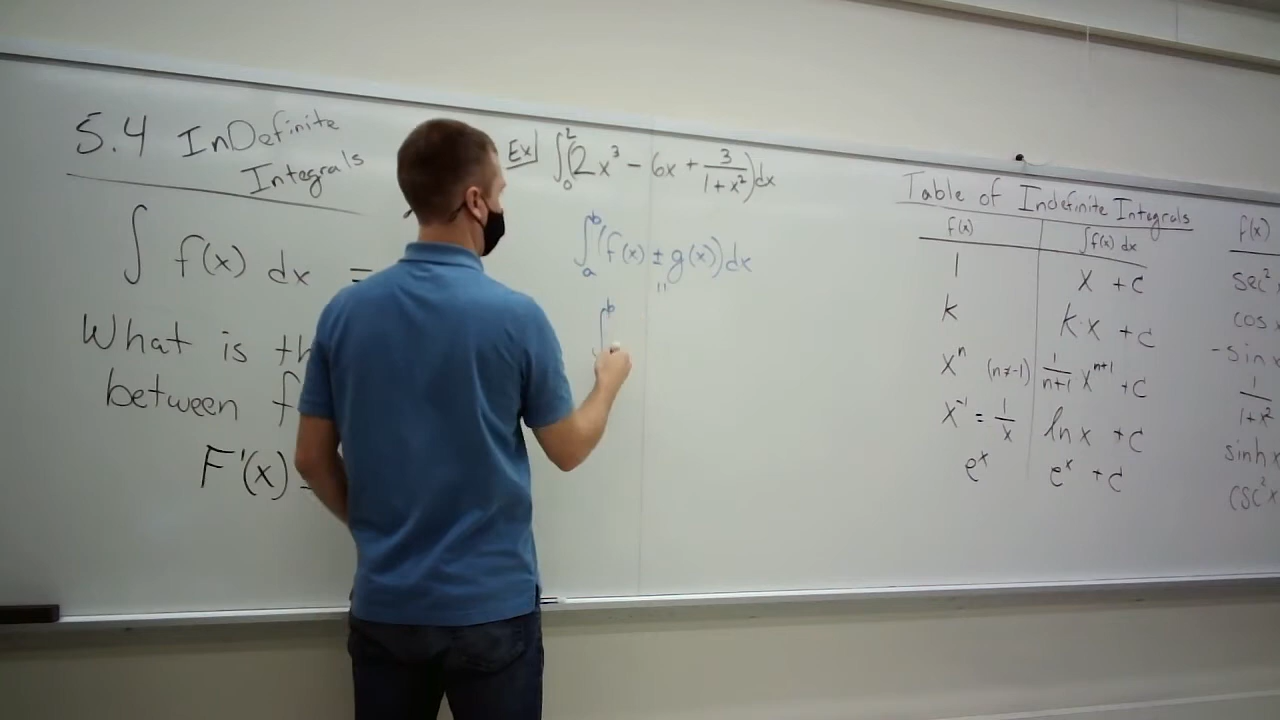 5.4 InDefinite
Integrals
∫ f(x) dx =
What is th
between f
F'(x) =
Ex] ∫₀² (2x³ − 6x + 3/(1+x²)) dx
∫ₐᵇ (f(x) ± g(x)) dx
"
∫ᵇ
Table of Indefinite Integrals
f(x) ∫f(x) dx
1 x + c
k k·x + c
xⁿ (n≠-1) 1/(n+1) xⁿ⁺¹ + c
x⁻¹ = 1/x ln x + c
eˣ eˣ + c
f(x)
sec² x
cos x
-sin x
1/(1+x²)
sinh x
csc² x